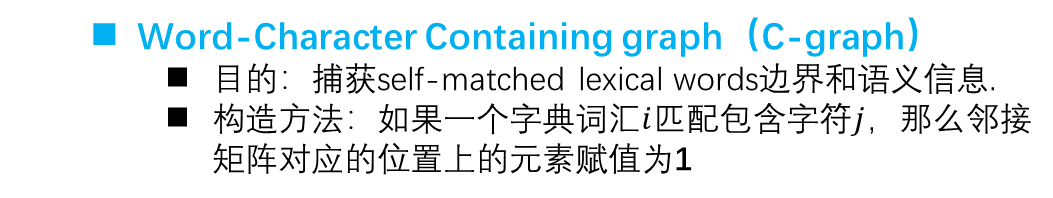 Word-Character Containing graph（C-graph）
目的：捕获self-matched lexical words边界和语义信息.
构造方法：如果一个字典词汇i匹配包含字符j，那么邻接
矩阵对应的位置上的元素赋值为1